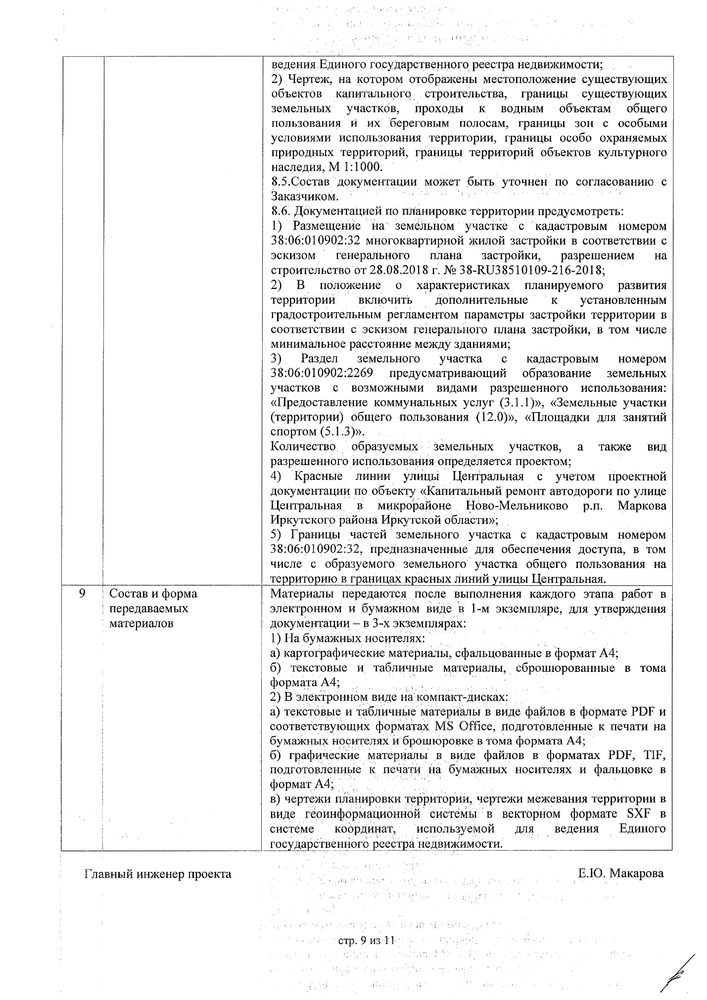 ведения Единого государственного реестра недвижимости;
2) Чертеж, на котором отображены местоположение существующих
объектов капитального строительства, границы существующих
земельных участков, проходы к водным объектам общего
пользования и их береговым полосам, границы зон с особыми
условиями использования территории, границы особо охраняемых
природных территорий, границы территорий объектов культурного
наследия, М 1:1000.
8.5.Состав документации может быть уточнен по согласованию с
Заказчиком.
8.6. Документацией по планировке территории предусмотреть:
1) Размещение на земельном участке с кадастровым номером
38:06:010902:32 многоквартирной жилой застройки в соответствии с
эскизом генерального плана застройки, разрешением на
строительство от 28.08.2018 г. № 38-RU38510109-216-2018;
2) В положение о характеристиках планируемого развития
территории включить дополнительные к установленным
градостроительным регламентом параметры застройки территории в
соответствии с эскизом генерального плана застройки, в том числе
минимальное расстояние между зданиями;
3) Раздел земельного участка с кадастровым номером
38:06:010902:2269 предусматривающий образование земельных
участков с возможными видами разрешенного использования:
«Предоставление коммунальных услуг (3.1.1)», «Земельные участки
(территории) общего пользования (12.0)», «Площадки для занятий
спортом (5.1.3)».
Количество образуемых земельных участков, а также вид
разрешенного использования определяется проектом;
4) Красные линии улицы Центральная с учетом проектной
документации по объекту «Капитальный ремонт автодороги по улице
Центральная в микрорайоне Ново-Мельниково р.п. Маркова
Иркутского района Иркутской области»;
5) Границы частей земельного участка с кадастровым номером
38:06:010902:32, предназначенные для обеспечения доступа, в том
числе с образуемого земельного участка общего пользования на
территорию в границах красных линий улицы Центральная.
9 Состав и форма
передаваемых
материалов
Материалы передаются после выполнения каждого этапа работ в
электронном и бумажном виде в 1-м экземпляре, для утверждения
документации – в 3-х экземплярах:
1) На бумажных носителях:
а) картографические материалы, сфальцованные в формат А4;
б) текстовые и табличные материалы, сброшюрованные в тома
формата А4;
2) В электронном виде на компакт-дисках:
а) текстовые и табличные материалы в виде файлов в формате PDF и
соответствующих форматах MS Office, подготовленные к печати на
бумажных носителях и брошюровке в тома формата А4;
б) графические материалы в виде файлов в форматах PDF, TIF,
подготовленные к печати на бумажных носителях и фальцовке в
формат А4;
в) чертежи планировки территории, чертежи межевания территории в
виде геоинформационной системы в векторном формате SXF в
системе координат, используемой для ведения Единого
государственного реестра недвижимости.
Главный инженер проекта Е.Ю. Макарова
стр. 9 из 11